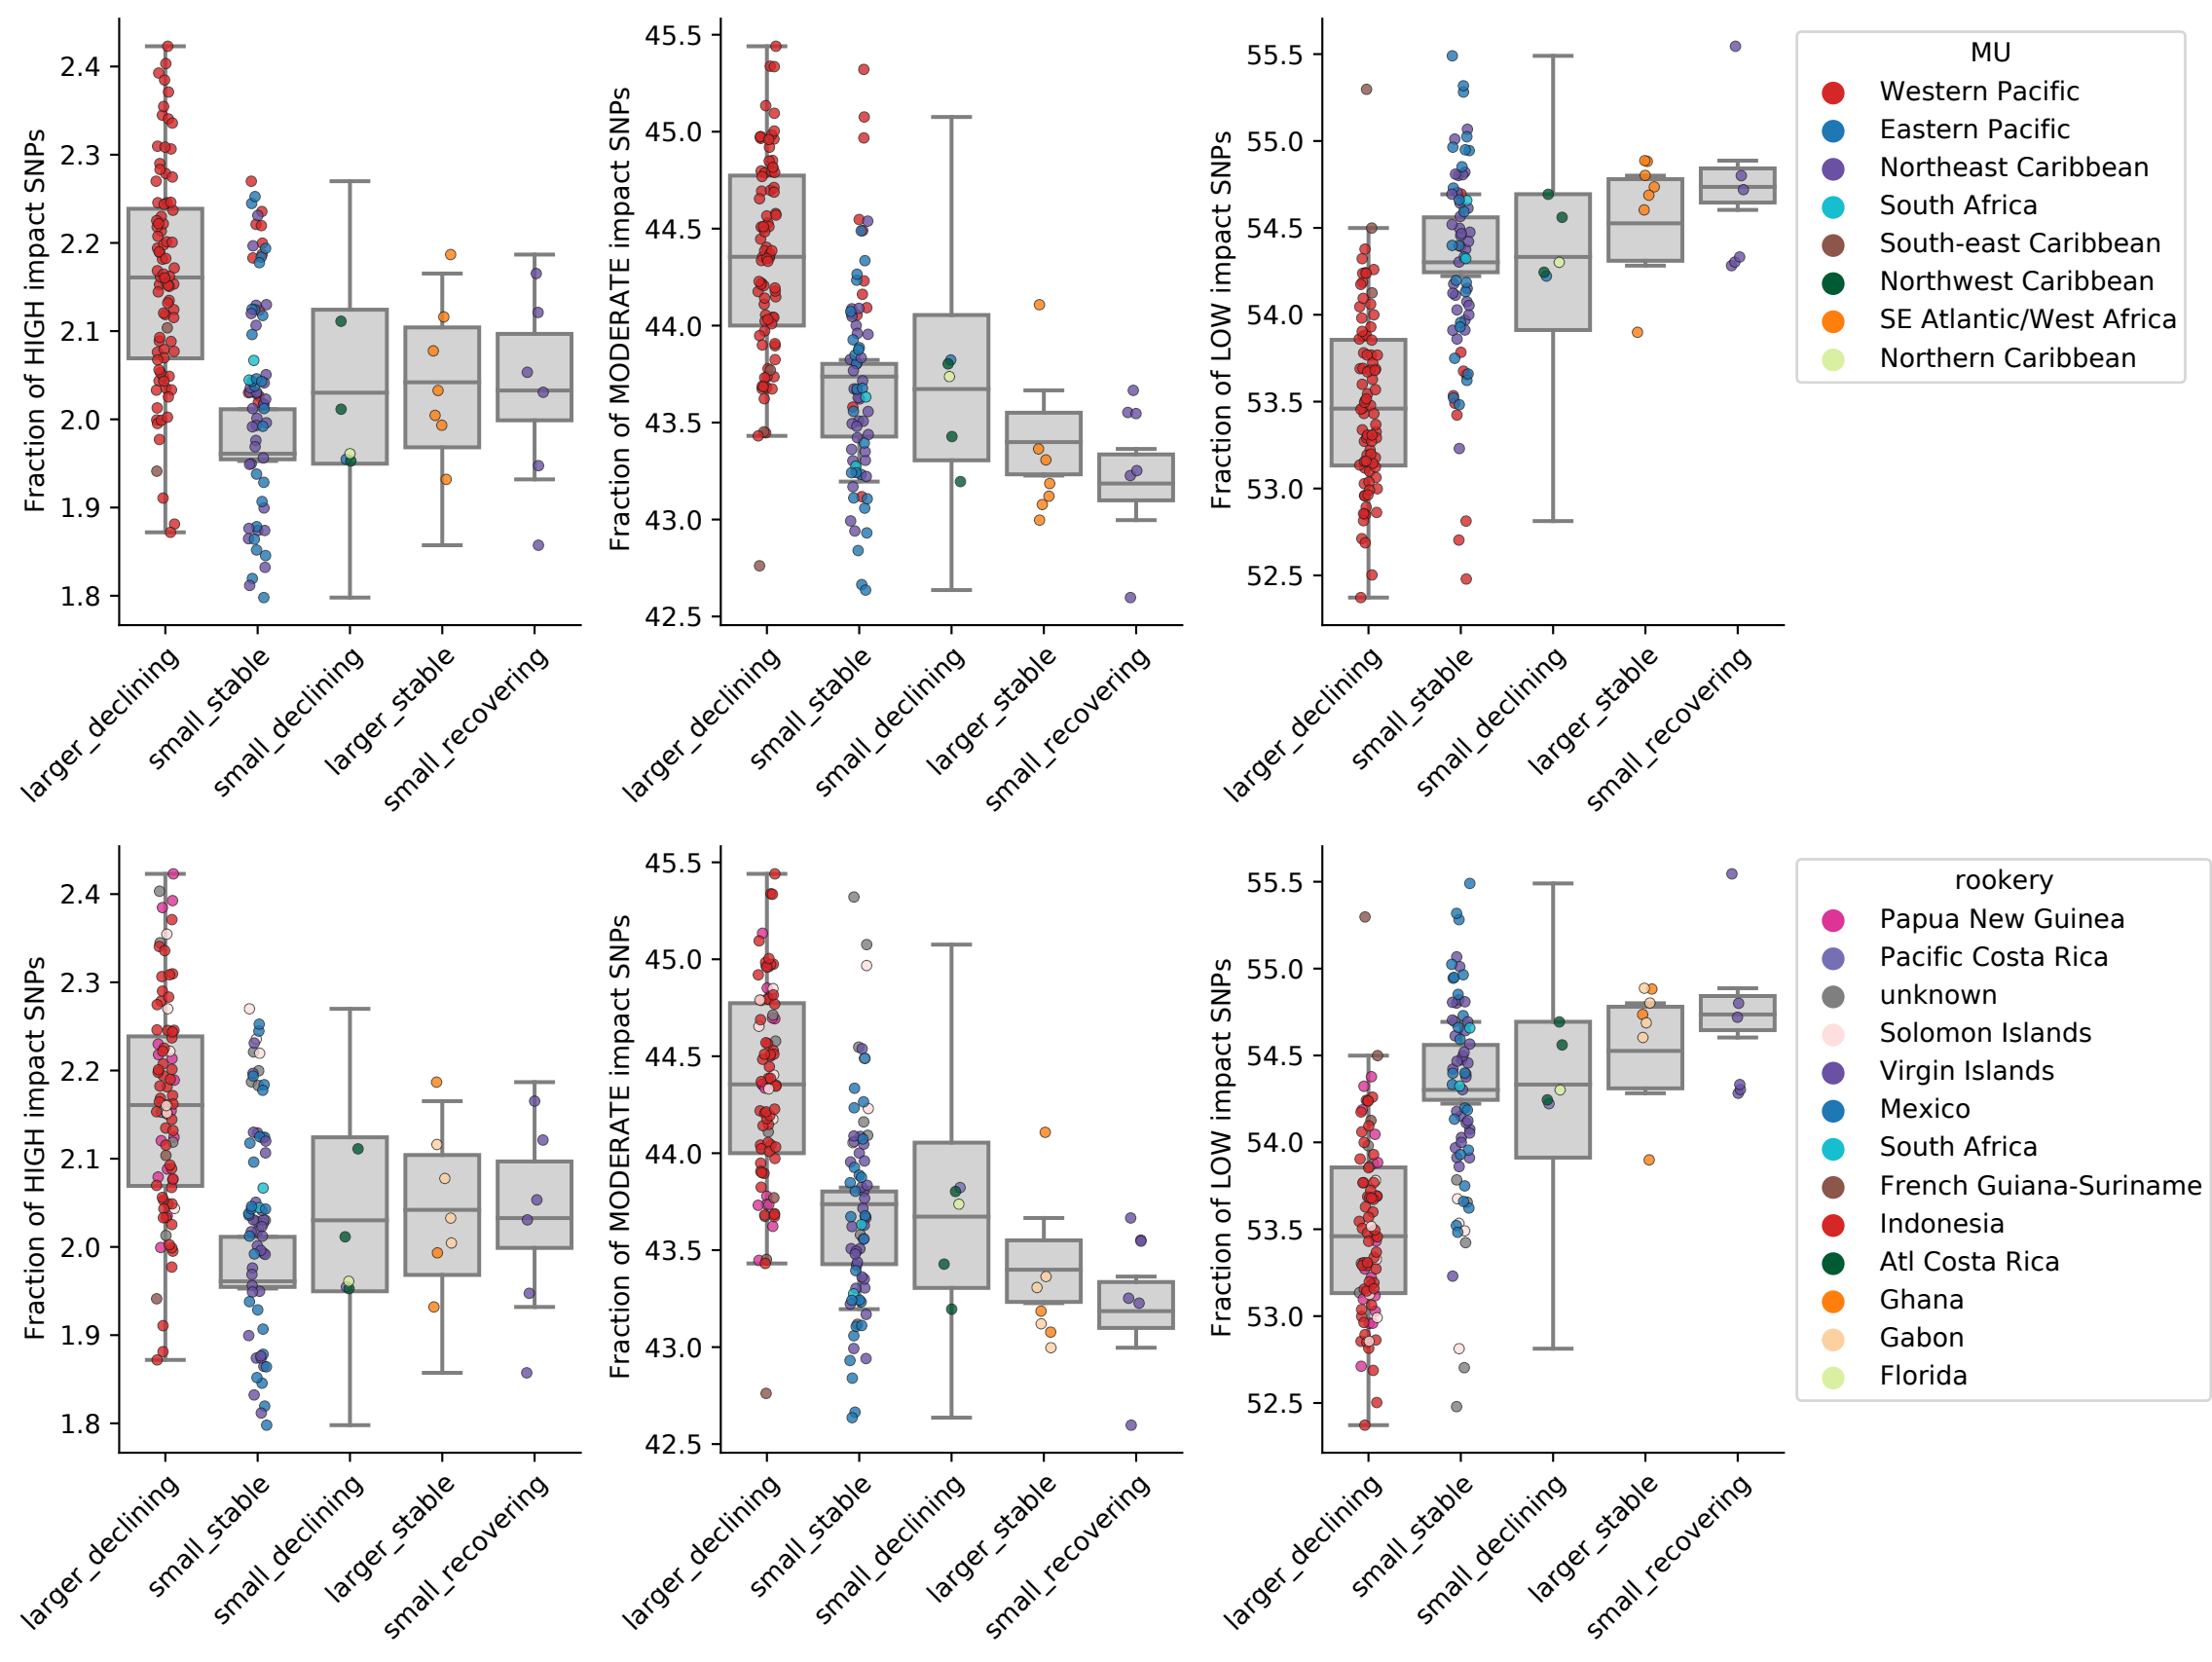 Fraction of HIGH impact SNPs
2.4
2.3
2.2
2.1
2.0
1.9
1.8
larger_declining
small_stable
small_declining
larger_stable
small_recovering
Fraction of MODERATE impact SNPs
45.5
45.0
44.5
44.0
43.5
43.0
42.5
larger_declining
small_stable
small_declining
larger_stable
small_recovering
Fraction of LOW impact SNPs
55.5
55.0
54.5
54.0
53.5
53.0
52.5
larger_declining
small_stable
small_declining
larger_stable
small_recovering
MU
Western Pacific
Eastern Pacific
Northeast Caribbean
South Africa
South-east Caribbean
Northwest Caribbean
SE Atlantic/West Africa
Northern Caribbean
Fraction of HIGH impact SNPs
2.4
2.3
2.2
2.1
2.0
1.9
1.8
larger_declining
small_stable
small_declining
larger_stable
small_recovering
Fraction of MODERATE impact SNPs
45.5
45.0
44.5
44.0
43.5
43.0
42.5
larger_declining
small_stable
small_declining
larger_stable
small_recovering
Fraction of LOW impact SNPs
55.5
55.0
54.5
54.0
53.5
53.0
52.5
larger_declining
small_stable
small_declining
larger_stable
small_recovering
rookery
Papua New Guinea
Pacific Costa Rica
unknown
Solomon Islands
Virgin Islands
Mexico
South Africa
French Guiana-Suriname
Indonesia
Atl Costa Rica
Ghana
Gabon
Florida